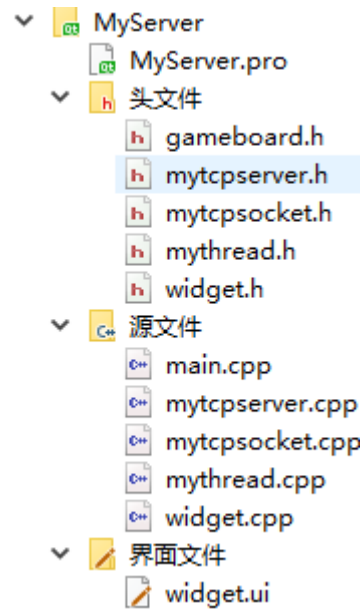 MyServer
MyServer.pro
头文件
gameboard.h
mytcpserver.h
mytcpsocket.h
mythread.h
widget.h
源文件
main.cpp
mytcpserver.cpp
mytcpsocket.cpp
mythread.cpp
widget.cpp
界面文件
widget.ui